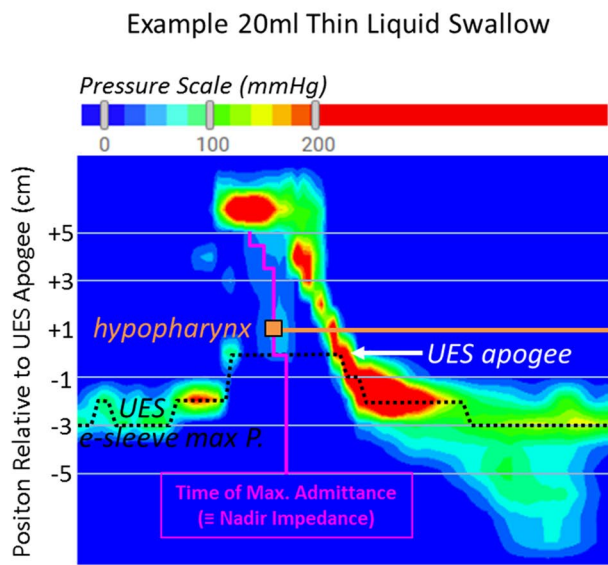 Example 20ml Thin Liquid Swallow
Pressure Scale (mmHg)
0 100 200
Positon Relative to UES Apogee (cm)
+5
+3
+1
hypopharynx
UES apogee
-1
UES
-3
e-sleeve max P.
-5
Time of Max. Admittance
(≡ Nadir Impedance)